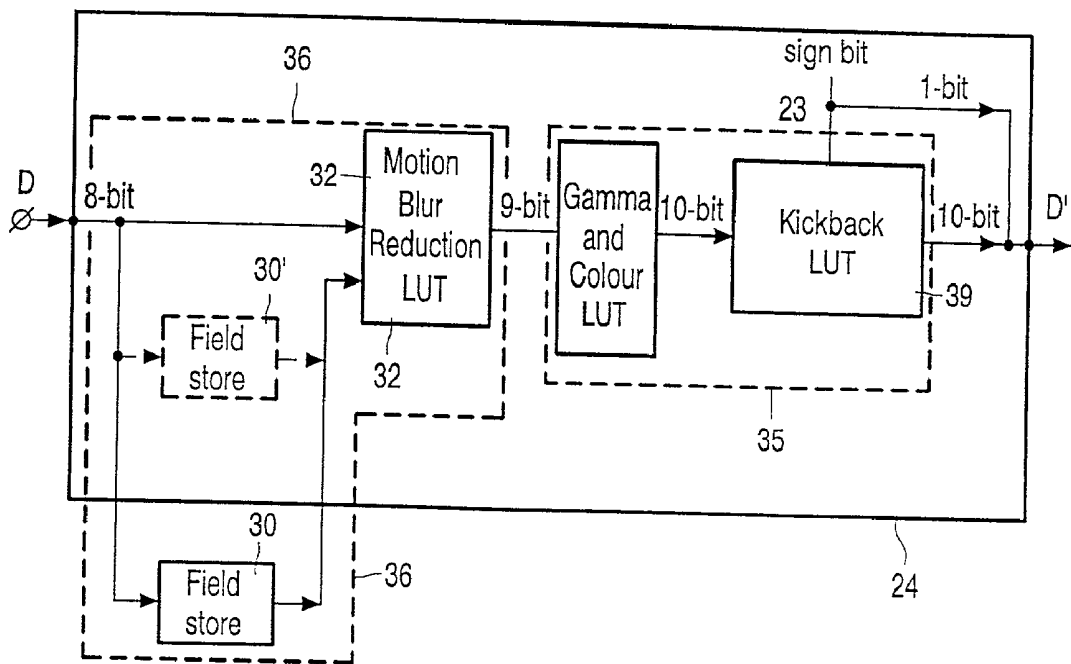 sign bit
36
1-bit
23
D
8-bit
32
Motion
Blur
Reduction
LUT
32
9-bit
Gamma
and
Colour
LUT
10-bit
Kickback
LUT
39
10-bit
D'
30'
Field
store
35
30
Field
store
36
24